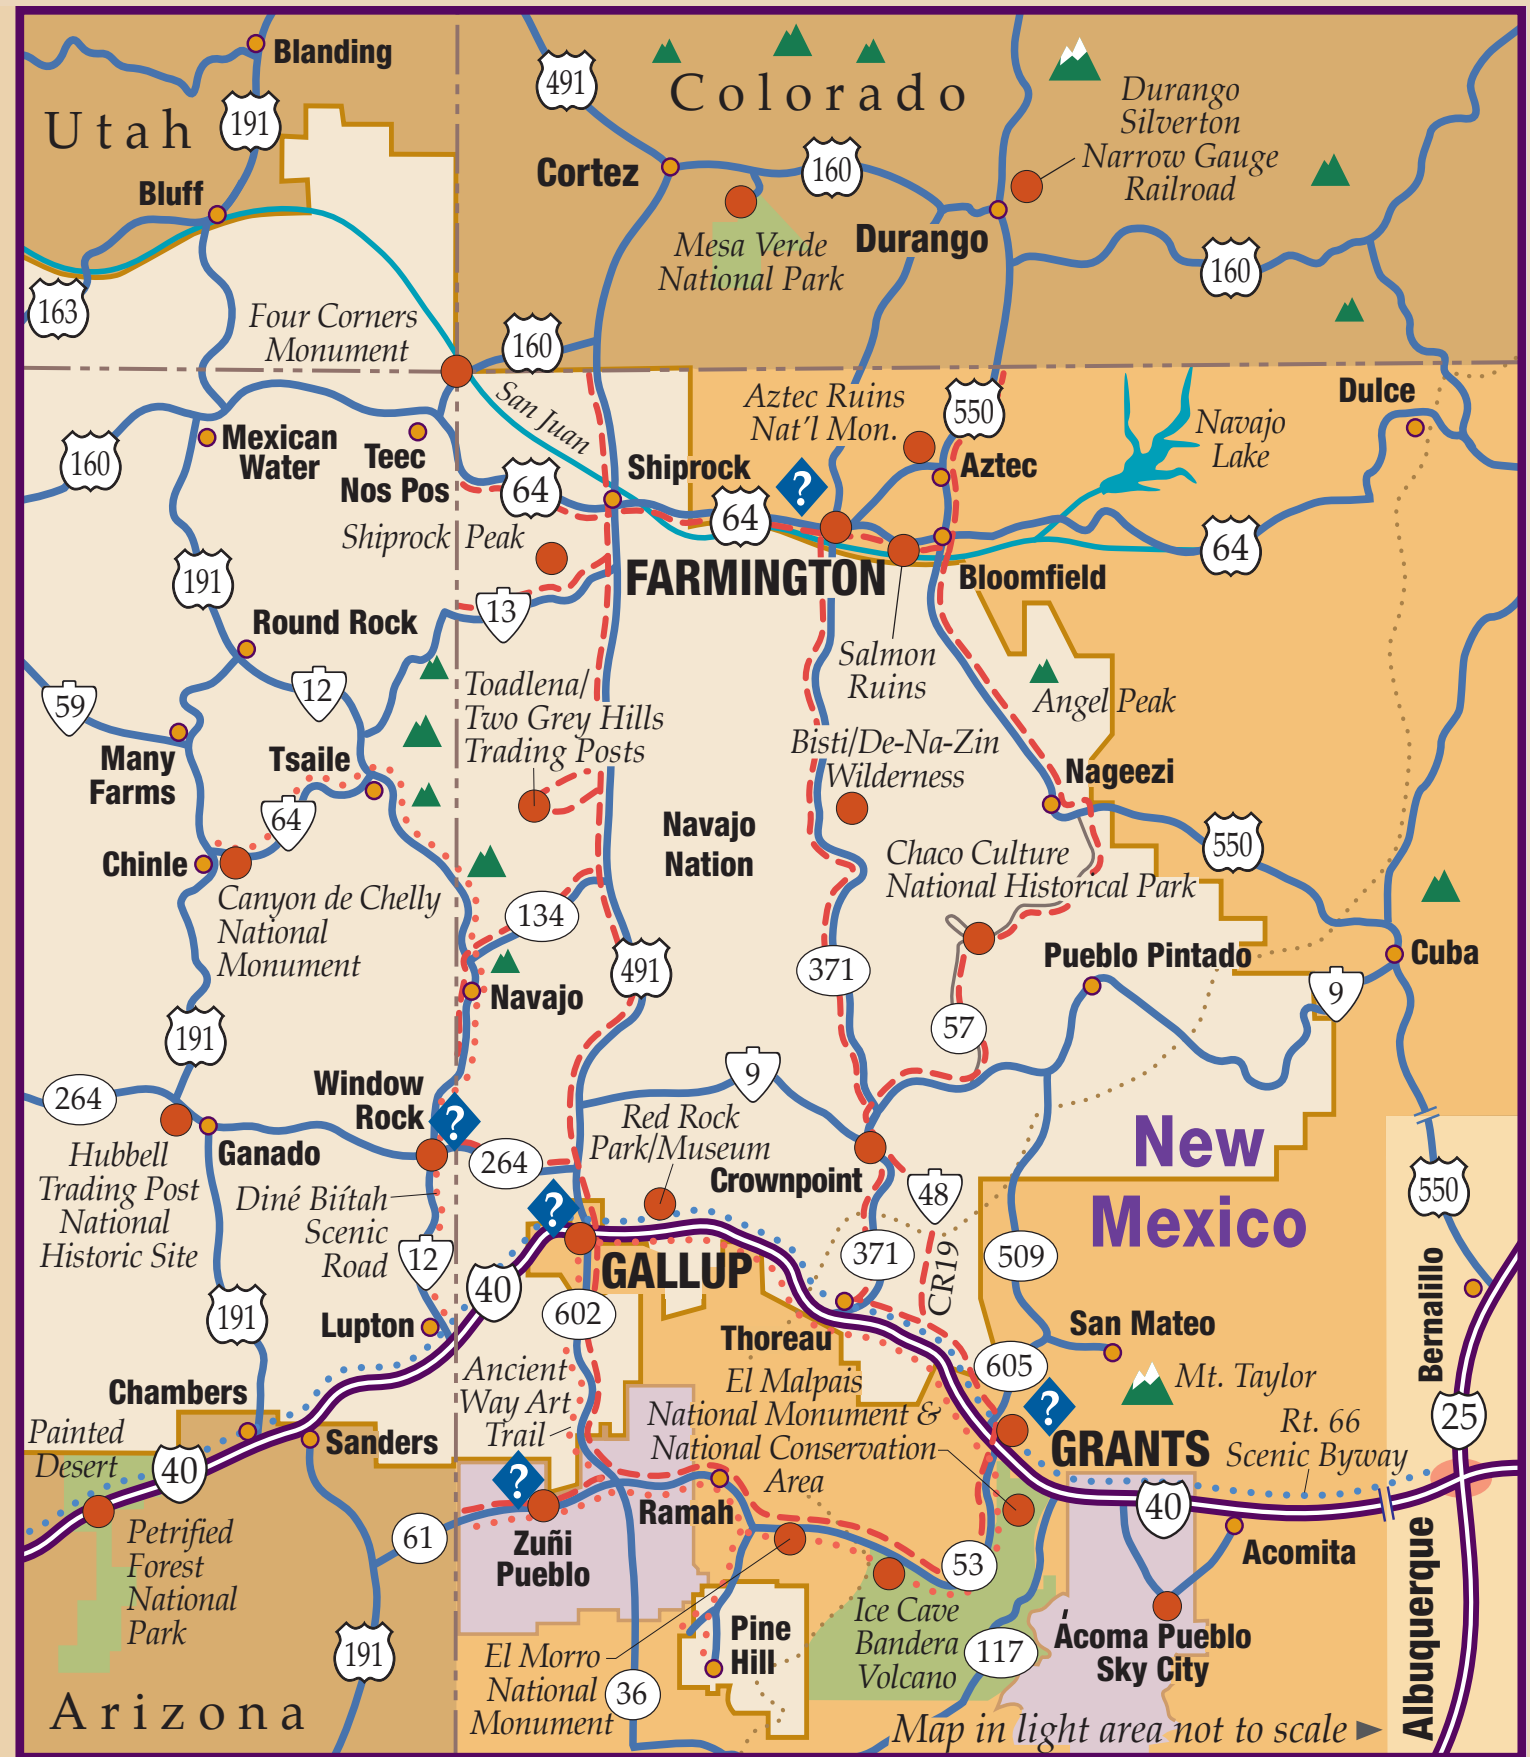 Blanding
491
Colorado
Durango
Silverton
Narrow Gauge
Railroad
Utah
191
Cortez
160
Bluff
Durango
Mesa Verde
National Park
160
163
Four Corners
Monument
160
San Juan
Aztec Ruins
Nat'l Mon.
550
Dulce
Navajo
Lake
Mexican
Water
160
Teec
Nos Pos
64
Shiprock
?
Aztec
64
64
Shiprock Peak
FARMINGTON
Bloomfield
191
13
Round Rock
Salmon
Ruins
12
59
Toadlena/
Two Grey Hills
Trading Posts
Angel Peak
Many
Farms
Tsaile
Bisti/De-Na-Zin
Wilderness
Nageezi
64
Navajo
Nation
550
Chinle
Chaco Culture
National Historical Park
Canyon de Chelly
National
Monument
134
491
371
Pueblo Pintado
Cuba
9
Navajo
57
191
264
Window
Rock
?
9
Red Rock
Park/Museum
New
Mexico
Hubbell
Trading Post
National
Historic Site
Ganado
264
Crownpoint
48
550
Diné Biítah
Scenic
Road
?
12
GALLUP
371
CR19
509
40
602
191
Lupton
Thoreau
San Mateo
Bernalillo
605
Ancient
Way Art
Trail
El Malpais
National Monument &
National Conservation
Area
Mt. Taylor
Chambers
?
25
Painted
Desert
40
Sanders
GRANTS
Rt. 66
Scenic Byway
?
Ramah
40
Petrified
Forest
National
Park
61
Zuñi
Pueblo
53
Acomita
Ice Cave
Bandera
Volcano
117
Ácoma Pueblo
Sky City
Pine
Hill
191
El Morro
National
Monument
36
Albuquerque
Arizona
Map in light area not to scale